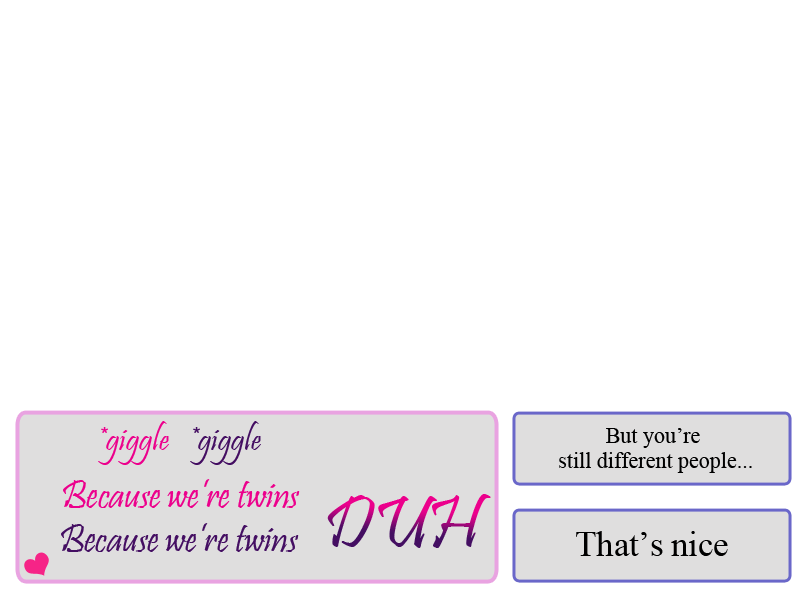 *giggle *giggle
Because we're twins
Because we're twins
DUH
But you're
still different people...
That's nice